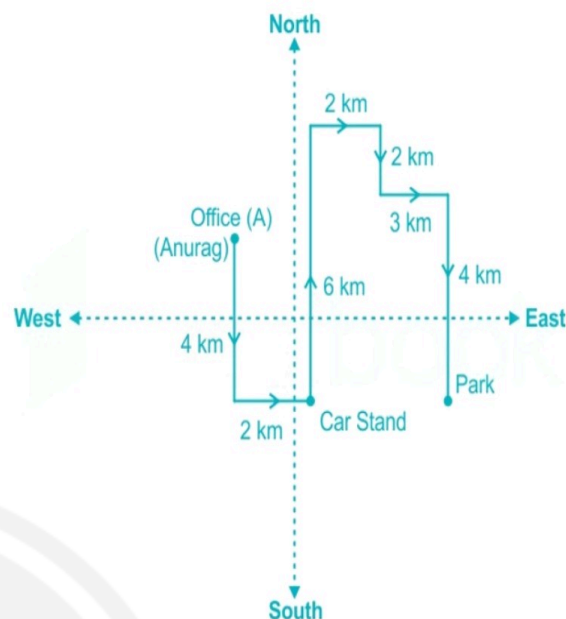 North
2 km
2 km
Office (A)
(Anurag)
3 km
4 km
6 km
West
East
4 km
Park
2 km
Car Stand
South